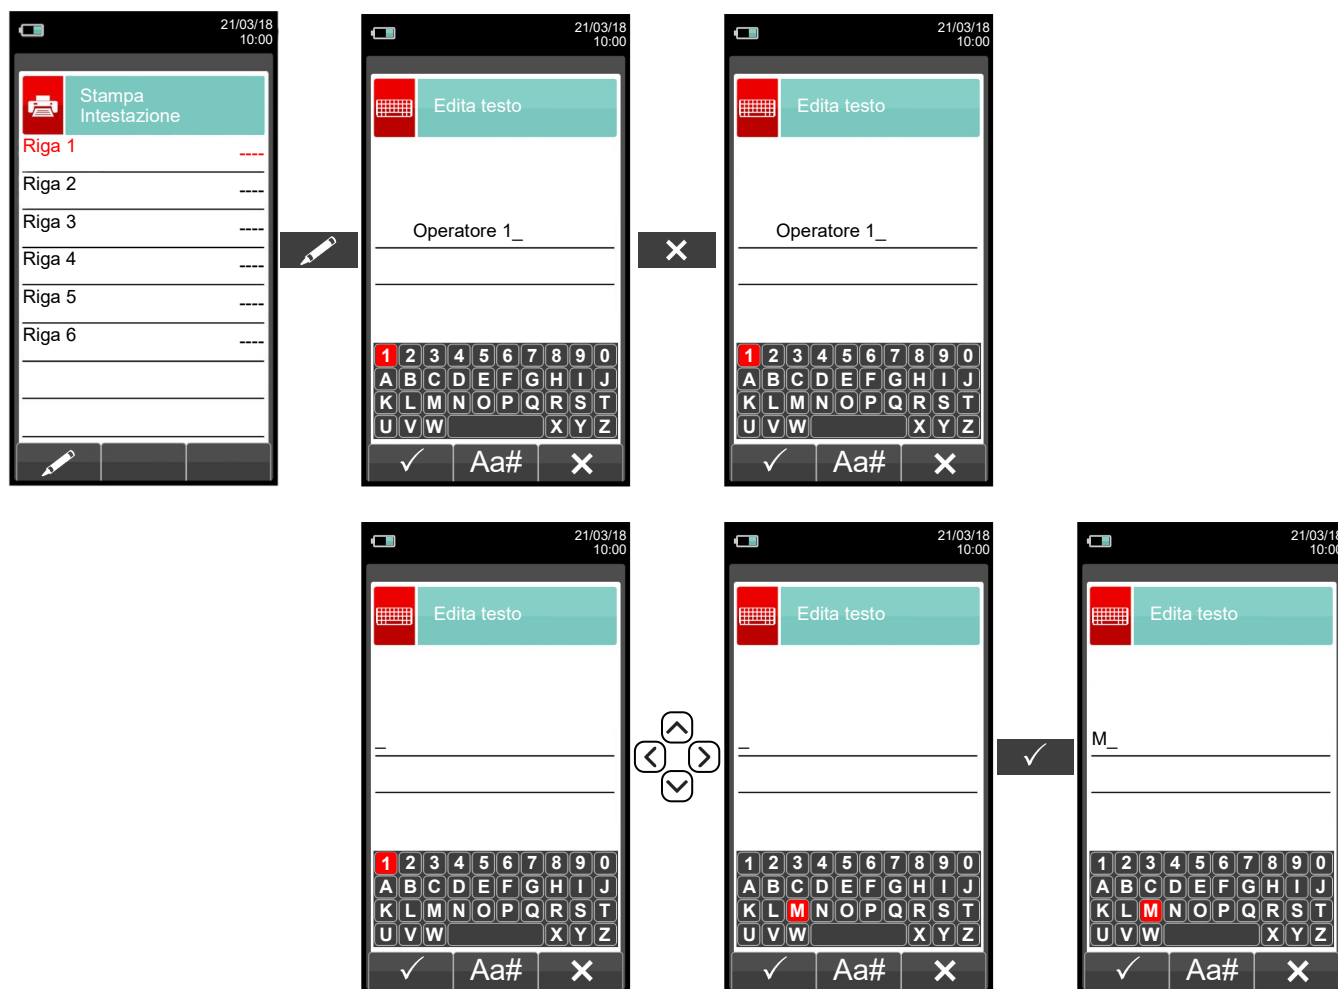 21/03/18
10:00
Stampa
Intestazione
Riga 1 ----
Riga 2 ----
Riga 3 ----
Riga 4 ----
Riga 5 ----
Riga 6 ----
21/03/18
10:00
Edita testo
Operatore 1_
1 2 3 4 5 6 7 8 9 0
A B C D E F G H I J
K L M N O P Q R S T
U V W X Y Z
Aa#
21/03/18
10:00
Edita testo
Operatore 1_
1 2 3 4 5 6 7 8 9 0
A B C D E F G H I J
K L M N O P Q R S T
U V W X Y Z
Aa#
21/03/18
10:00
Edita testo
_
1 2 3 4 5 6 7 8 9 0
A B C D E F G H I J
K L M N O P Q R S T
U V W X Y Z
Aa#
21/03/18
10:00
Edita testo
_
1 2 3 4 5 6 7 8 9 0
A B C D E F G H I J
K L M N O P Q R S T
U V W X Y Z
Aa#
21/03/18
10:00
Edita testo
M_
1 2 3 4 5 6 7 8 9 0
A B C D E F G H I J
K L M N O P Q R S T
U V W X Y Z
Aa#